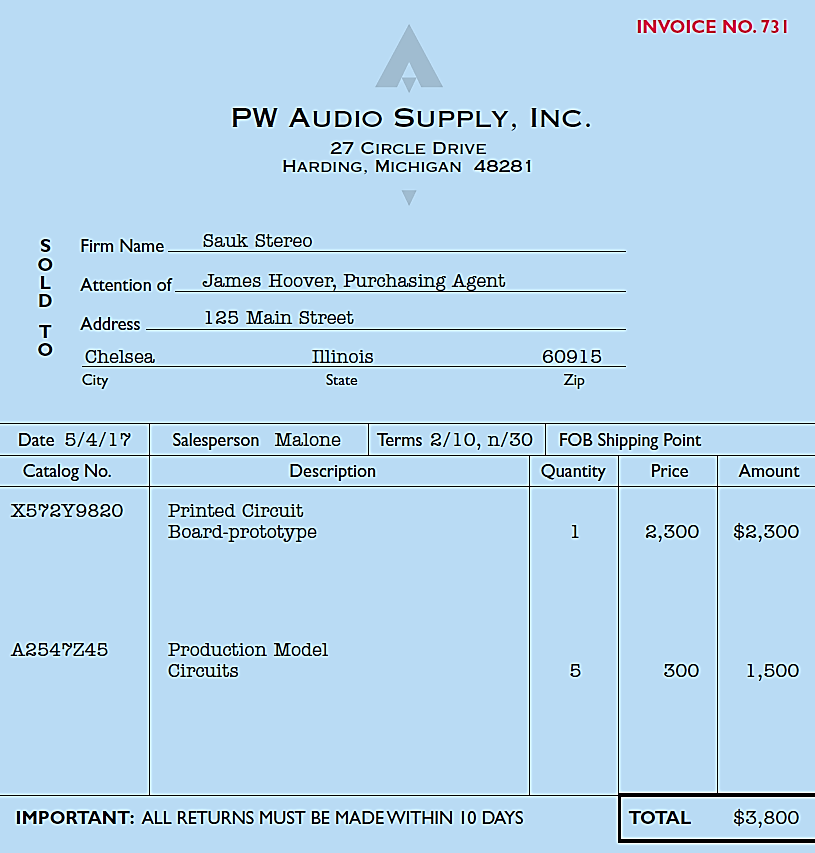 INVOICE NO. 731
PW AUDIO SUPPLY, INC.
27 CIRCLE DRIVE
HARDING, MICHIGAN 48281
SOLD TO
Firm Name Sauk Stereo
Attention of James Hoover, Purchasing Agent
Address 125 Main Street
Chelsea Illinois 60915
City State Zip
Date 5/4/17 Salesperson Malone Terms 2/10, n/30 FOB Shipping Point
Catalog No. Description Quantity Price Amount
X572Y9820 Printed Circuit
Board-prototype 1 2,300 $2,300
A2547Z45 Production Model
Circuits 5 300 1,500
IMPORTANT: ALL RETURNS MUST BE MADE WITHIN 10 DAYS TOTAL $3,800